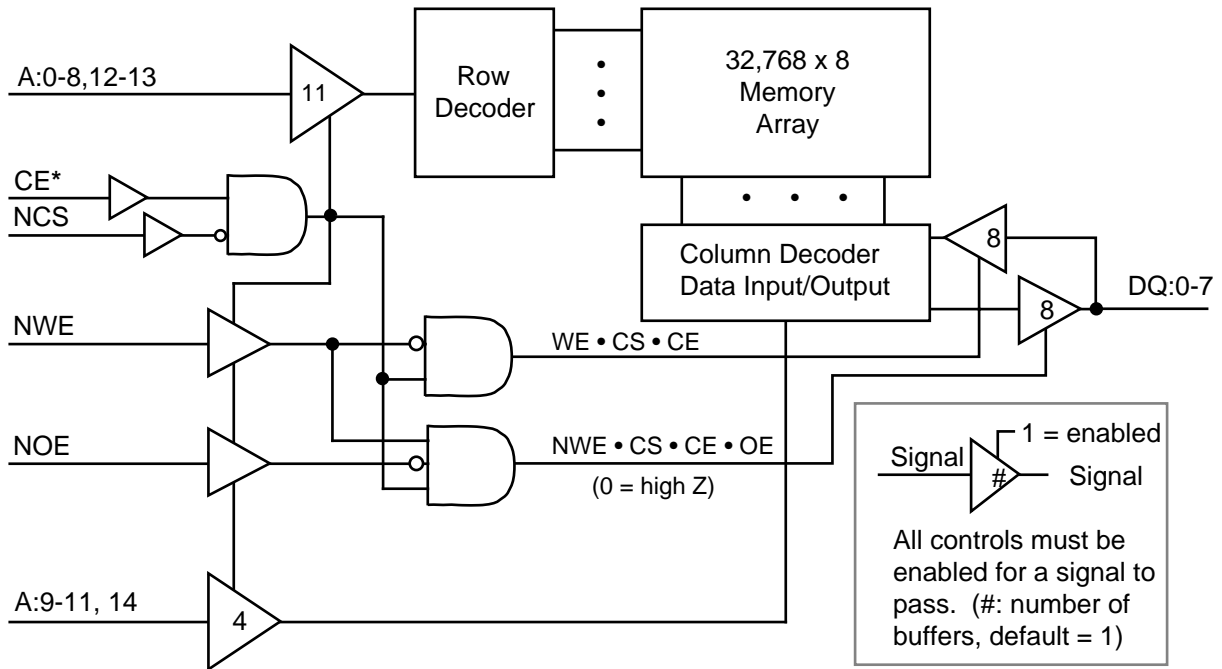 A:0-8,12-13
11
Row
Decoder
32,768 x 8
Memory
Array
CE*
NCS
Column Decoder
Data Input/Output
8
8
DQ:0-7
NWE
WE • CS • CE
NOE
NWE • CS • CE • OE
(0 = high Z)
A:9-11, 14
4
1 = enabled
Signal
#
Signal
All controls must be
enabled for a signal to
pass. (#: number of
buffers, default = 1)